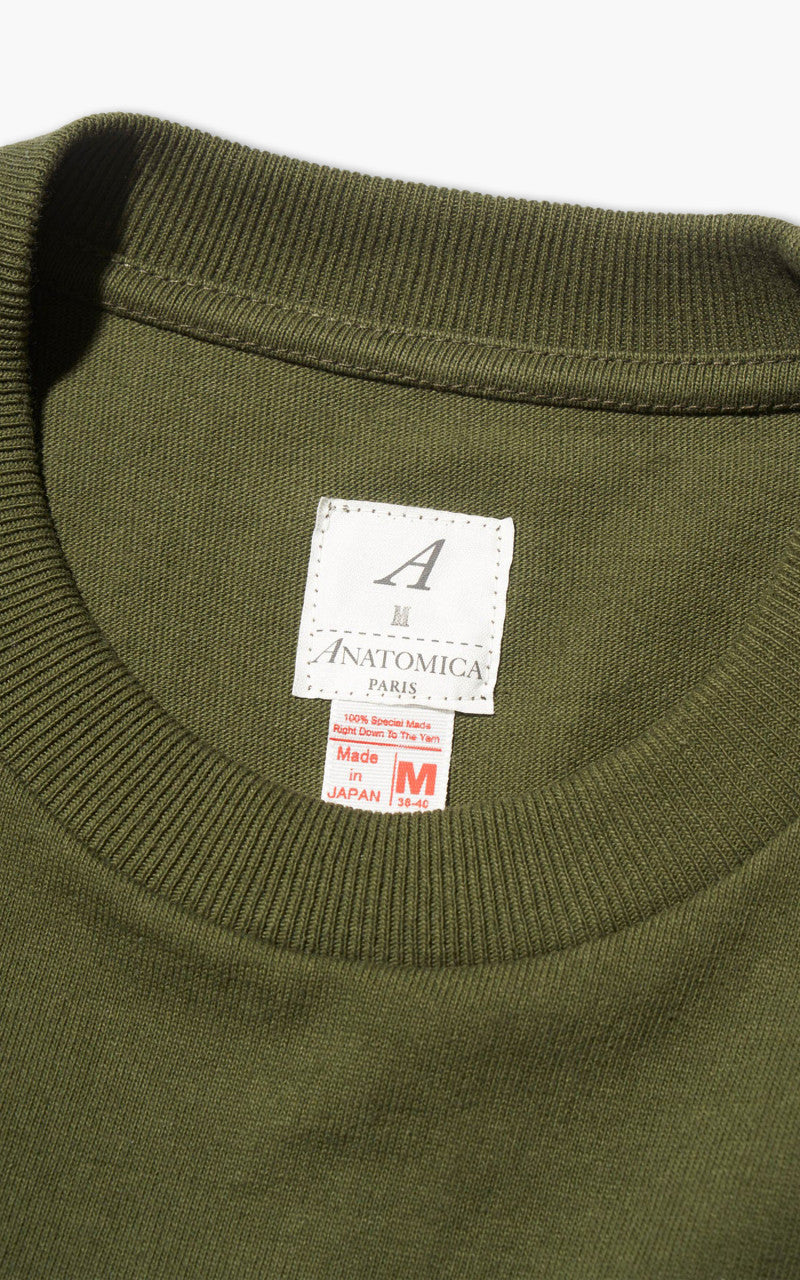 A
M
ANATOMICA
PARIS
100% Special Made
Right Down To The Yarn
Made
in
JAPAN
M
38-40